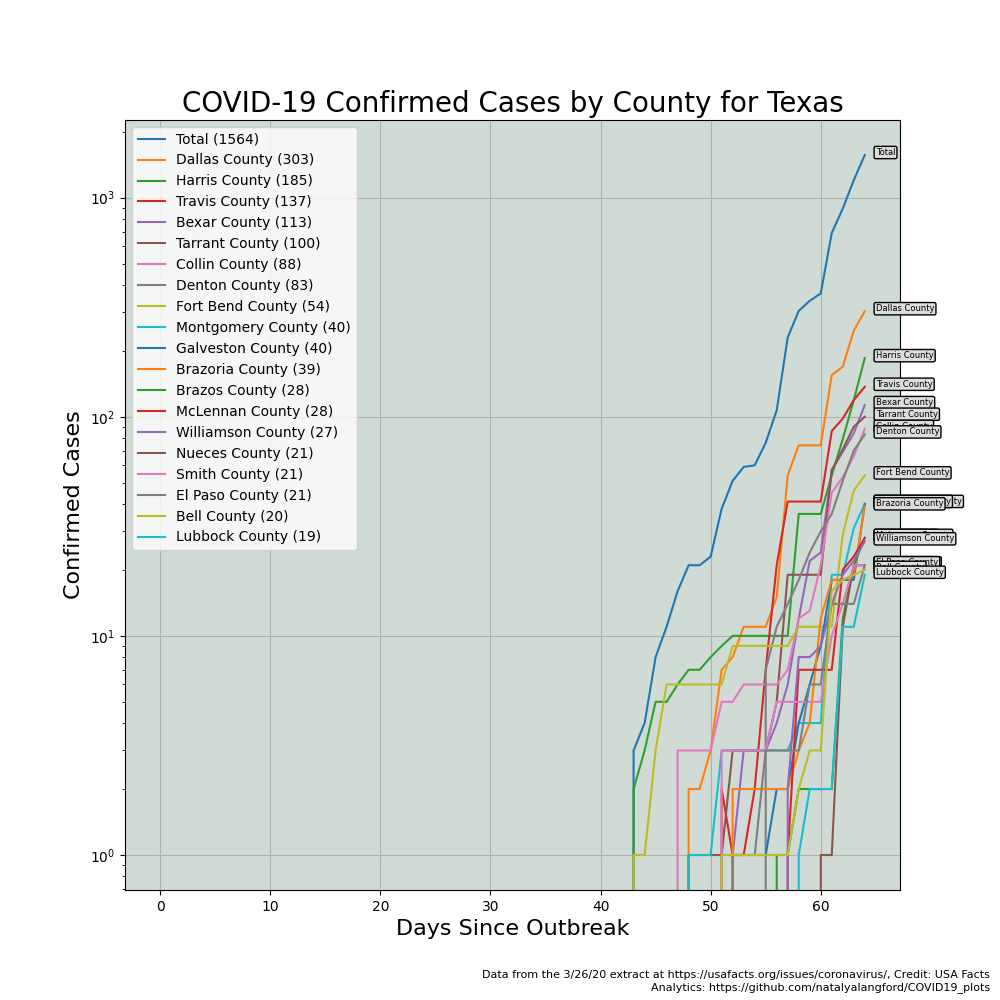 COVID-19 Confirmed Cases by County for Texas
Total (1564)
Dallas County (303)
Harris County (185)
Travis County (137)
Bexar County (113)
Tarrant County (100)
Collin County (88)
Denton County (83)
Fort Bend County (54)
Montgomery County (40)
Galveston County (40)
Brazoria County (39)
Brazos County (28)
McLennan County (28)
Williamson County (27)
Nueces County (21)
Smith County (21)
El Paso County (21)
Bell County (20)
Lubbock County (19)
Total
Dallas County
Harris County
Travis County
Bexar County
Tarrant County
Collin County
Denton County
Fort Bend County
Brazoria County
Williamson County
El Paso County
Lubbock County
10³
10²
10¹
10⁰
Confirmed Cases
0 10 20 30 40 50 60
Days Since Outbreak
Data from the 3/26/20 extract at https://usafacts.org/issues/coronavirus/, Credit: USA Facts
Analytics: https://github.com/natalyalangford/COVID19_plots